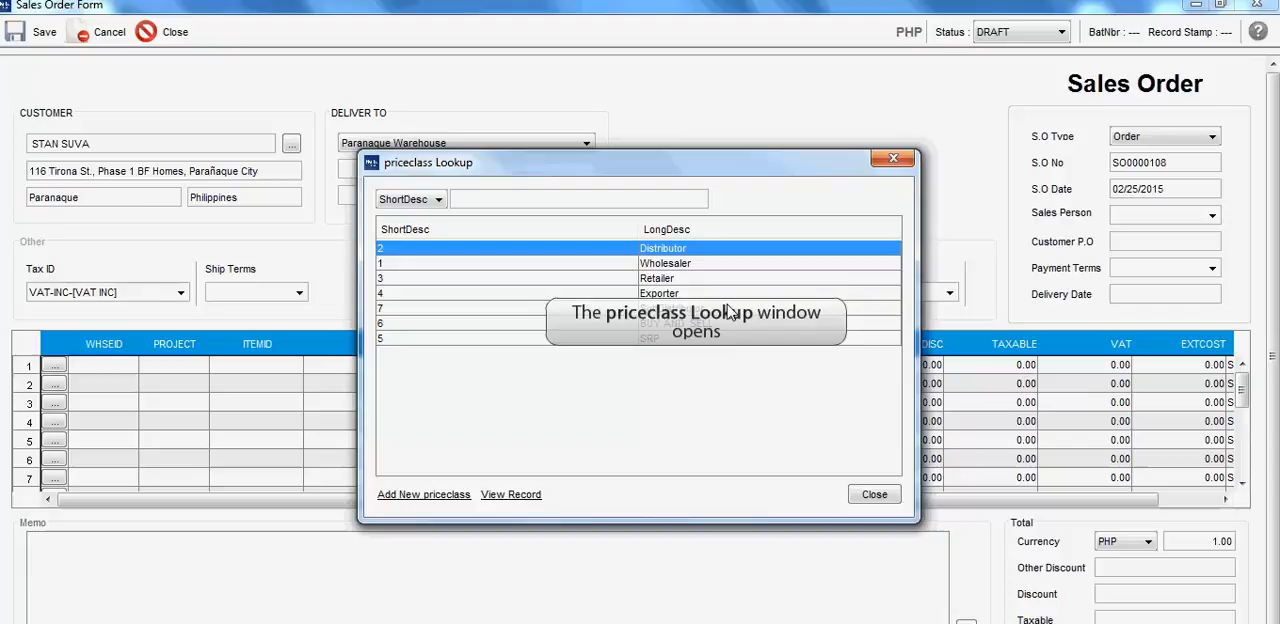 Sales Order Form
Save Cancel Close PHP Status : DRAFT BatNbr : --- Record Stamp : --- ?
Sales Order
CUSTOMER
STAN SUVA ...
116 Tirona St., Phase 1 BF Homes, Parañaque City
Paranaque Philippines
DELIVER TO
Paranaque Warehouse
S.O Type Order
S.O No SO0000108
S.O Date 02/25/2015
Sales Person
Customer P.O
Payment Terms
Delivery Date
Other
Tax ID Ship Terms
VAT-INC-[VAT INC]
priceclass Lookup
ShortDesc
ShortDesc LongDesc
2 Distributor
1 Wholesaler
3 Retailer
4 Exporter
7
6 BUY AND SELL
5 SRP
The priceclass Lookup window
opens
Add New priceclass View Record Close
WHSEID PROJECT ITEMID DISC TAXABLE VAT EXTCOST
1 ... 0.00 0.00 0.00 0.00 S
2 ... 0.00 0.00 0.00 0.00 S
3 ... 0.00 0.00 0.00 0.00 S
4 ... 0.00 0.00 0.00 0.00 S
5 ... 0.00 0.00 0.00 0.00 S
6 ... 0.00 0.00 0.00 0.00 S
7 ... 0.00 0.00 0.00 0.00 S
Memo
Total
Currency PHP 1.00
Other Discount
Discount
Taxable